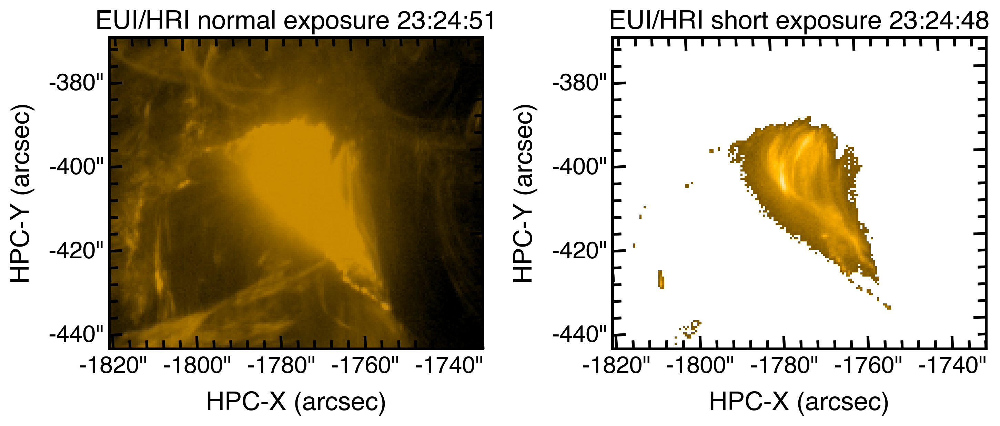 EUI/HRI normal exposure 23:24:51
HPC-Y (arcsec)
-380"
-400"
-420"
-440"
-1820" -1800" -1780" -1760" -1740"
HPC-X (arcsec)
EUI/HRI short exposure 23:24:48
HPC-Y (arcsec)
-380"
-400"
-420"
-440"
-1820" -1800" -1780" -1760" -1740"
HPC-X (arcsec)